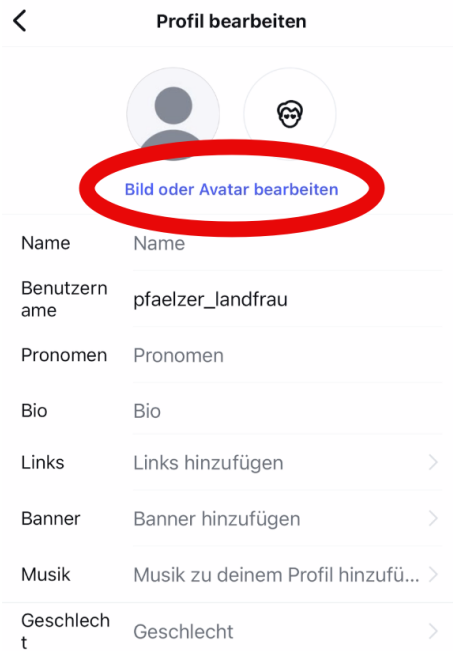 Profil bearbeiten
Bild oder Avatar bearbeiten
Name Name
Benutzern
ame pfaelzer_landfrau
Pronomen Pronomen
Bio Bio
Links Links hinzufügen
Banner Banner hinzufügen
Musik Musik zu deinem Profil hinzufü...
Geschlech
t Geschlecht